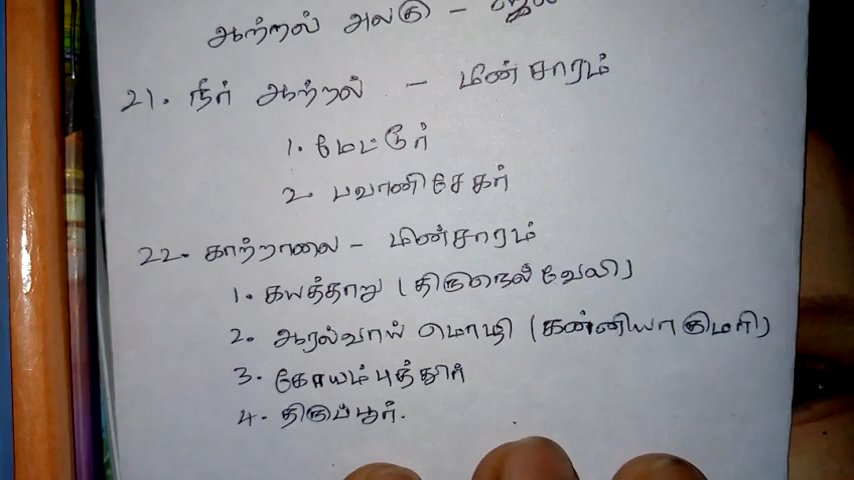 ஆற்றல் அலகு -
21. நீர் ஆற்றல் - மின்சாரம்
1. மேட்டூர்
2 பவானிசேகர்
22. காற்றாலை - மின்சாரம்
1. கயத்தாறு (திருநெல்வேலி)
2. ஆரல்வாய் மொழி (கன்னியாகுமரி)
3. கோயம்புத்தூர்
4. திருப்பூர்.